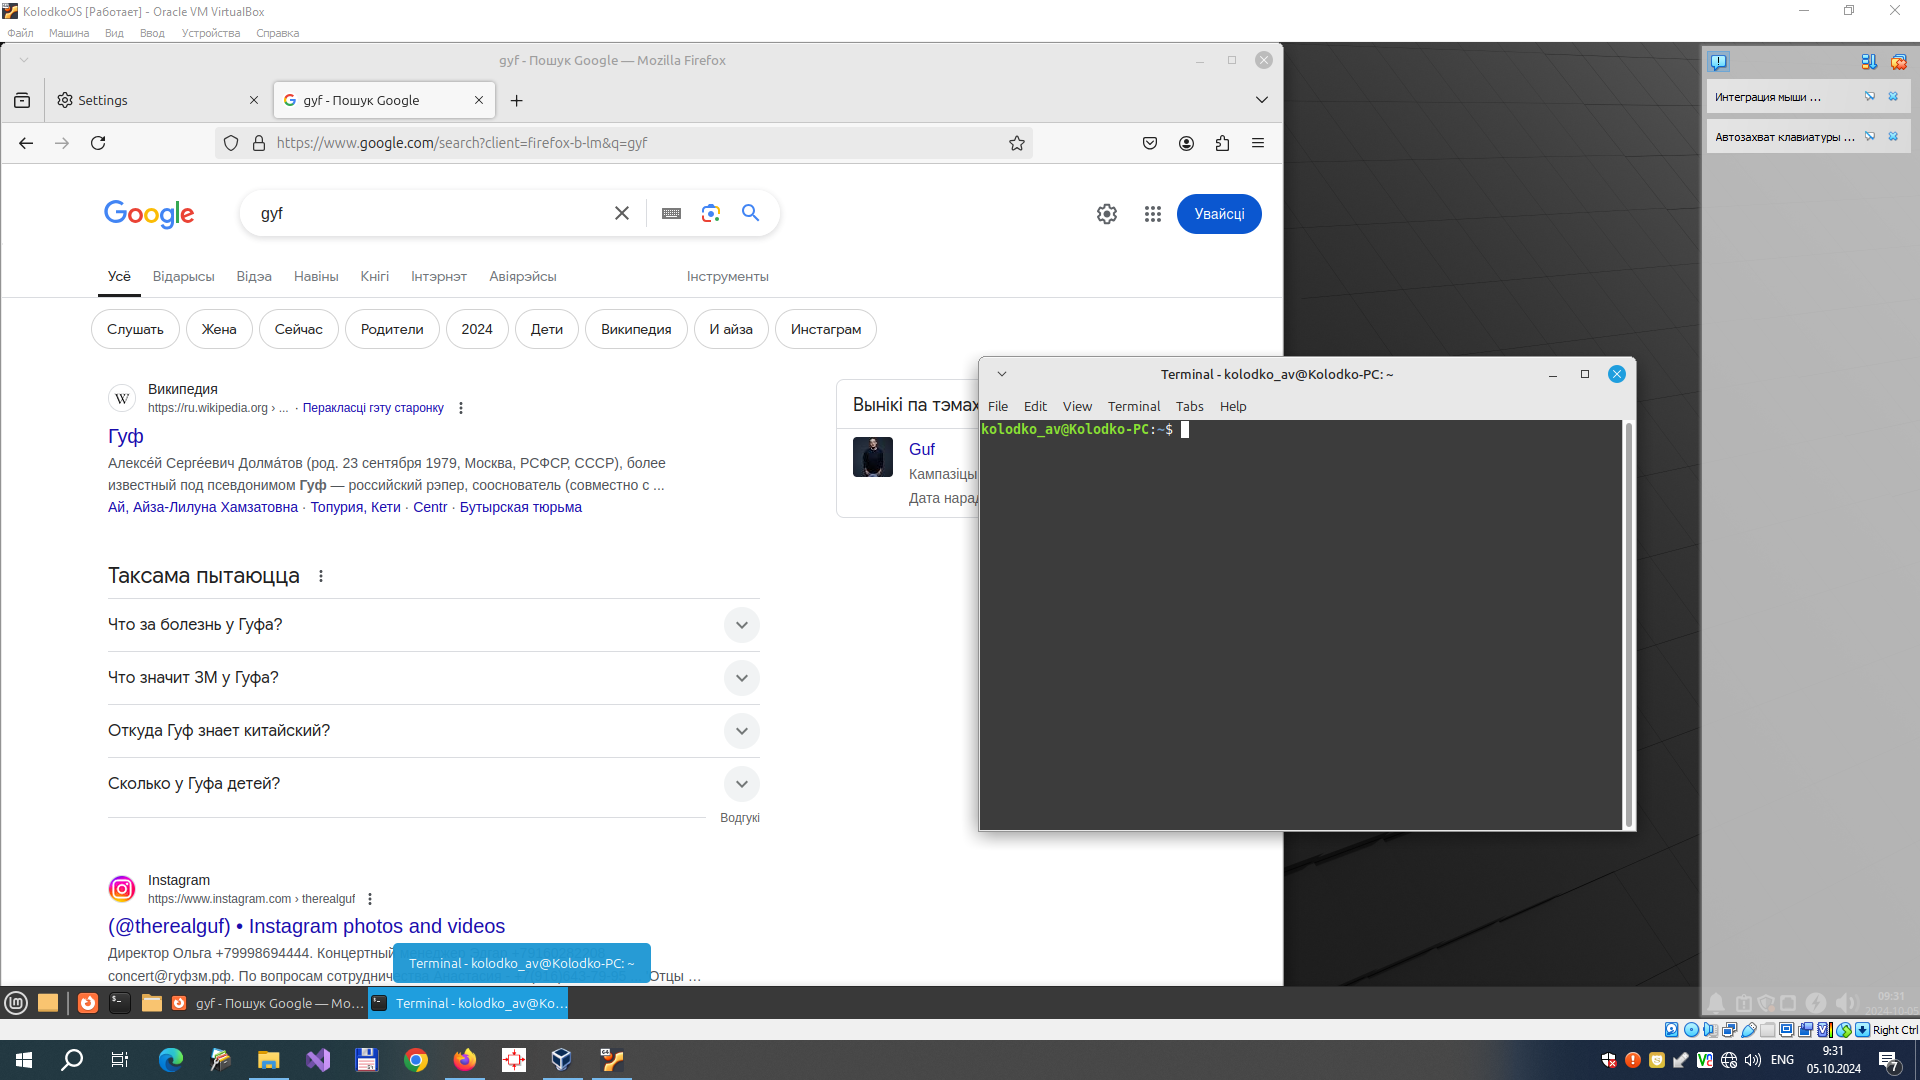 KolodkoOS [Работает] - Oracle VM VirtualBox
Файл Машина Вид Ввод Устройства Справка
gyf - Пошук Google — Mozilla Firefox
Settings
gyf - Пошук Google
https://www.google.com/search?client=firefox-b-lm&q=gyf
Google
gyf
Увайсці
Усё Відарысы Відэа Навіны Кнігі Інтэрнэт Авіярэйсы Інструменты
Слушать Жена Сейчас Родители 2024 Дети Википедия И айза Инстаграм
W
Википедия
https://ru.wikipedia.org › ... · Перакласці гэту старонку
Гуф
Алексе́й Серге́евич Долма́тов (род. 23 сентября 1979, Москва, РСФСР, СССР), более
известный под псевдонимом Гуф — российский рэпер, сооснователь (совместно с ...
Ай, Айза-Лилуна Хамзатовна · Топурия, Кети · Centr · Бутырская тюрьма
Вынікі па тэмах
Guf
Кампазіцы
Дата нарад
Таксама пытаюцца
Что за болезнь у Гуфа?
Что значит ЗМ у Гуфа?
Откуда Гуф знает китайский?
Сколько у Гуфа детей?
Водгукі
Instagram
https://www.instagram.com › therealguf
(@therealguf) • Instagram photos and videos
Директор Ольга +79998694444. Концертный
concert@гуфзм.рф. По вопросам сотрудниче Отцы ...
Terminal - kolodko_av@Kolodko-PC: ~
Terminal - kolodko_av@Kolodko-PC: ~
File Edit View Terminal Tabs Help
kolodko_av@Kolodko-PC:~$
Интеграция мыши ...
Автозахват клавиатуры ...
gyf - Пошук Google — Mo...
Terminal - kolodko_av@Ko...
09:31
2024-10-05
Right Ctrl
ENG
9:31
05.10.2024
7